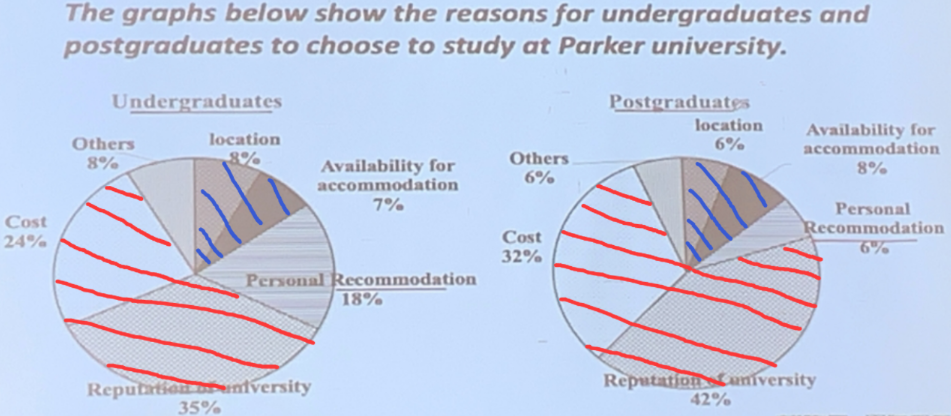 The graphs below show the reasons for undergraduates and
postgraduates to choose to study at Parker university.
Undergraduates
Others
8%
location
8%
Availability for
accommodation
7%
Cost
24%
Personal Recommodation
18%
Reputation of university
35%
Postgraduates
location
6%
Others
6%
Availability for
accommodation
8%
Personal
Recommodation
6%
Cost
32%
Reputation of university
42%